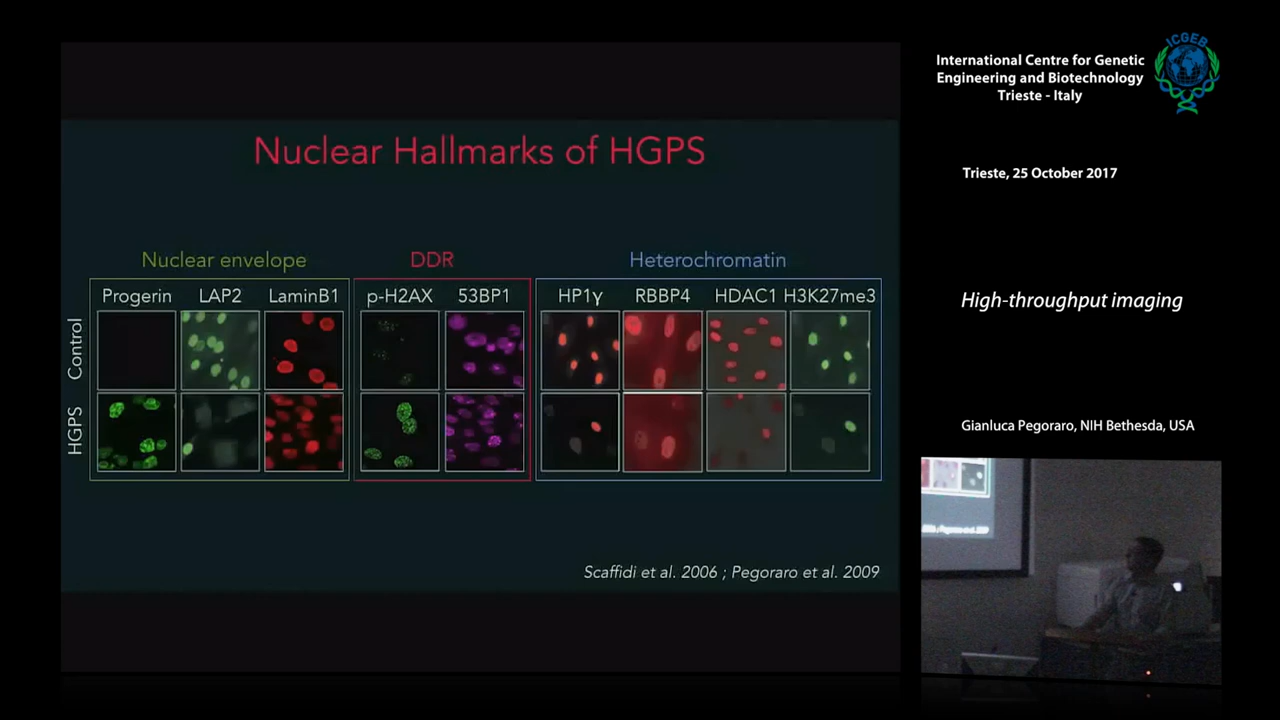 Nuclear Hallmarks of HGPS
Nuclear envelope
DDR
Heterochromatin
Progerin LAP2 LaminB1 p-H2AX 53BP1 HP1γ RBBP4 HDAC1 H3K27me3
Control
HGPS
Scaffidi et al. 2006 ; Pegoraro et al. 2009
ICGEB
International Centre for Genetic
Engineering and Biotechnology
Trieste - Italy
Trieste, 25 October 2017
High-throughput imaging
Gianluca Pegoraro, NIH Bethesda, USA